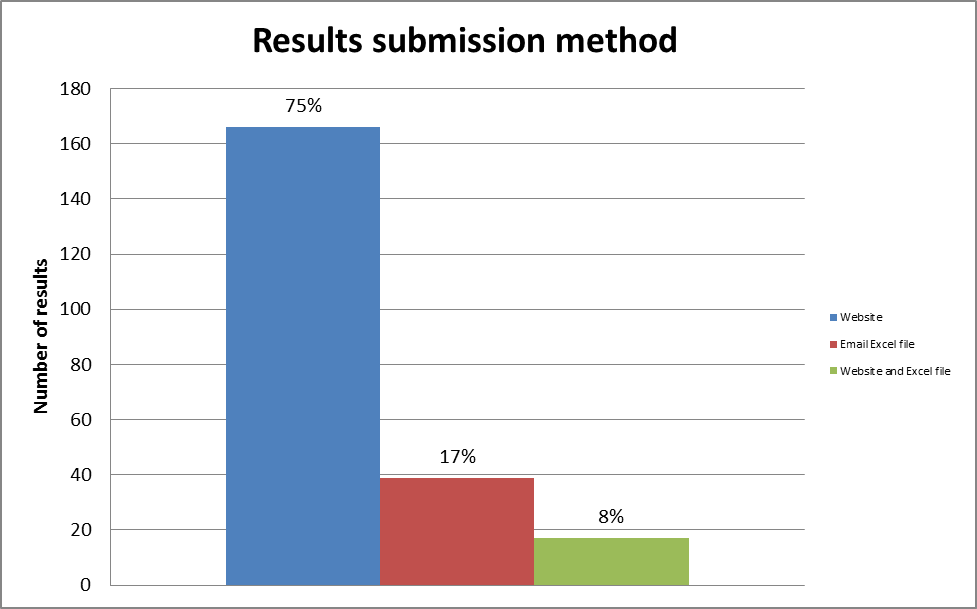 Results submission method
180
160
140
120
100
80
60
40
20
0
Number of results
75%
17%
8%
Website
Email Excel file
Website and Excel file